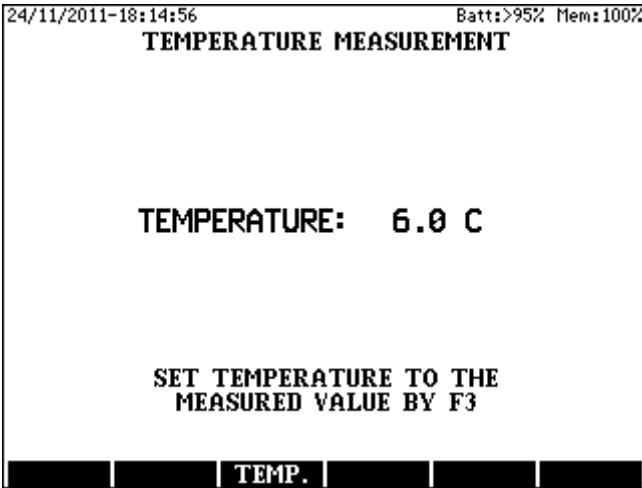 24/11/2011-18:14:56 Batt:>95% Mem:100%
TEMPERATURE MEASUREMENT
TEMPERATURE: 6.0 C
SET TEMPERATURE TO THE
MEASURED VALUE BY F3
TEMP.